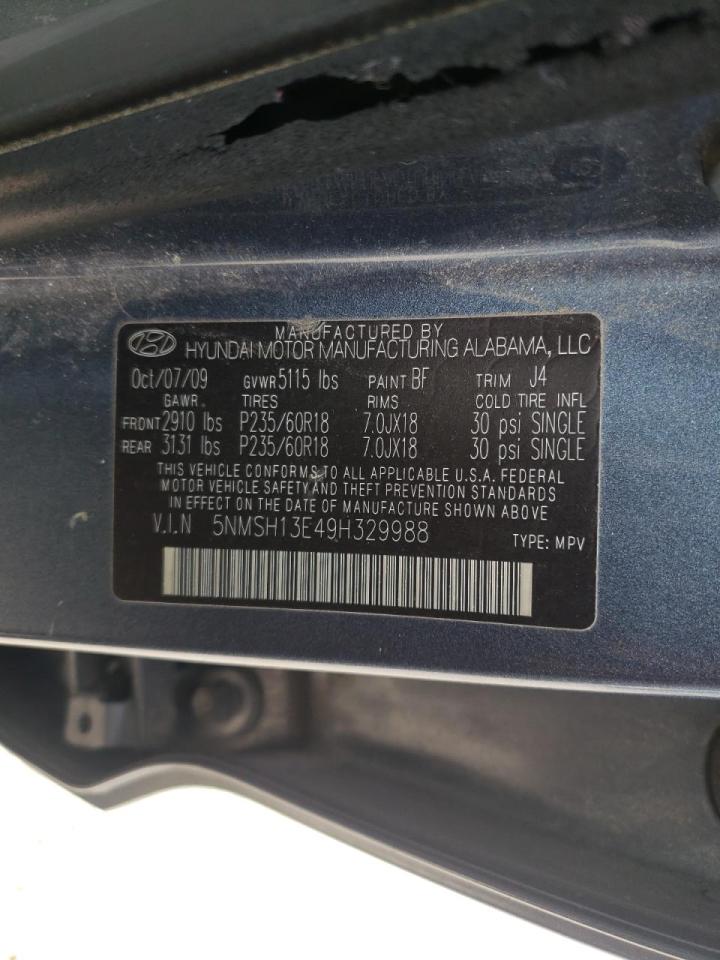 MANUFACTURED BY
HYUNDAI MOTOR MANUFACTURING ALABAMA, LLC
Oct/07/09 GVWR 5115 lbs PAINT BF TRIM J4
GAWR TIRES RIMS COLD TIRE INFL
FRONT 2910 lbs P235/60R18 7.0JX18 30 psi SINGLE
REAR 3131 lbs P235/60R18 7.0JX18 30 psi SINGLE
THIS VEHICLE CONFORMS TO ALL APPLICABLE U.S.A. FEDERAL
MOTOR VEHICLE SAFETY AND THEFT PREVENTION STANDARDS
IN EFFECT ON THE DATE OF MANUFACTURE SHOWN ABOVE
V.I.N 5NMSH13E49H329988 TYPE: MPV